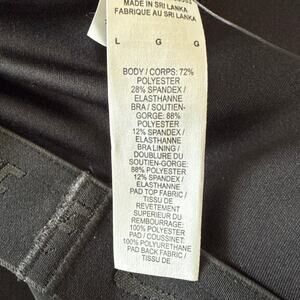 MADE IN SRI LANKA
FABRIQUE AU SRI LANKA
L G G
BODY / CORPS: 72%
POLYESTER
28% SPANDEX /
ELASTHANNE
BRA / SOUTIEN-
GORGE: 88%
POLYESTER
12% SPANDEX /
ELASTHANNE
BRA LINING /
DOUBLURE DU
SOUTIEN-GORGE:
88% POLYESTER
12% SPANDEX /
ELASTHANNE
PAD TOP FABRIC /
TISSU DE
REVETEMENT
SUPERIEUR DU
REMBOURRAGE:
100% POLYESTER
PAD / COUSSINET:
100% POLYURETHANE
PAD BACK FABRIC /
TISSU DE